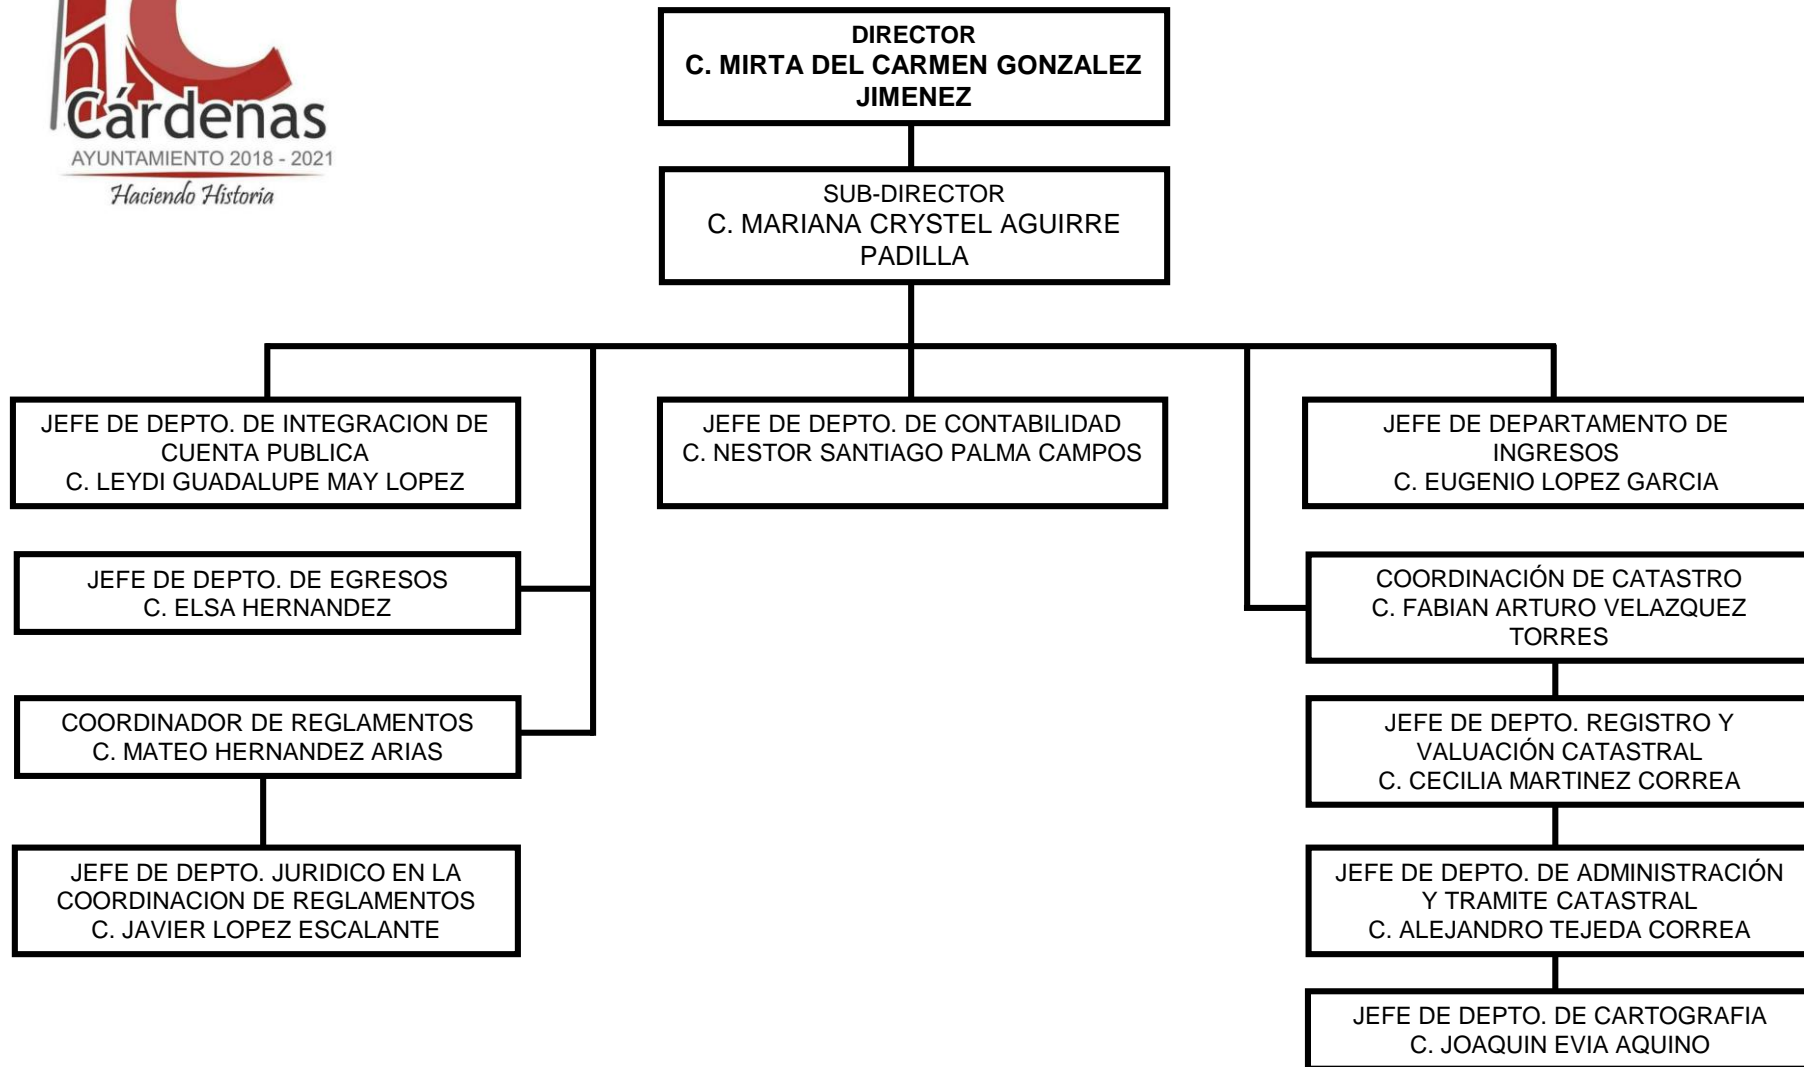 Cárdenas
AYUNTAMIENTO 2018 - 2021
Haciendo Historia
DIRECTOR
C. MIRTA DEL CARMEN GONZALEZ
JIMENEZ
SUB-DIRECTOR
C. MARIANA CRYSTEL AGUIRRE
PADILLA
JEFE DE DEPTO. DE INTEGRACION DE
CUENTA PUBLICA
C. LEYDI GUADALUPE MAY LOPEZ
JEFE DE DEPTO. DE CONTABILIDAD
C. NESTOR SANTIAGO PALMA CAMPOS
JEFE DE DEPARTAMENTO DE
INGRESOS
C. EUGENIO LOPEZ GARCIA
JEFE DE DEPTO. DE EGRESOS
C. ELSA HERNANDEZ
COORDINACIÓN DE CATASTRO
C. FABIAN ARTURO VELAZQUEZ
TORRES
COORDINADOR DE REGLAMENTOS
C. MATEO HERNANDEZ ARIAS
JEFE DE DEPTO. REGISTRO Y
VALUACIÓN CATASTRAL
C. CECILIA MARTINEZ CORREA
JEFE DE DEPTO. JURIDICO EN LA
COORDINACION DE REGLAMENTOS
C. JAVIER LOPEZ ESCALANTE
JEFE DE DEPTO. DE ADMINISTRACIÓN
Y TRAMITE CATASTRAL
C. ALEJANDRO TEJEDA CORREA
JEFE DE DEPTO. DE CARTOGRAFIA
C. JOAQUIN EVIA AQUINO